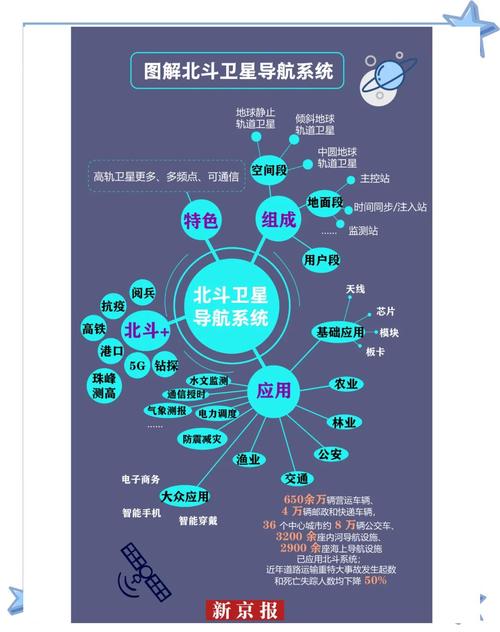 图解北斗卫星导航系统
地球静止
轨道卫星
倾斜地球
轨道卫星
中圆地球
轨道卫星
空间段
高轨卫星更多、多频点、可通信
主控站
地面段
时间同步/注入站
监测站
......
特色
组成
用户段
北斗卫星
导航系统
天线
芯片
基础应用
模块
板卡
阅兵
抗疫
高铁
北斗+
港口
5G
钻探
珠峰
测高
水文监测
通信授时
气象测报
电力调度
......
防震减灾
渔业
应用
农业
林业
公安
交通
电子商务
大众应用
智能手机
智能穿戴
650余万辆营运车辆、
4 万辆邮政和快递车辆，
36 个中心城市约 8 万辆公交车、
3200 余座内河导航设施
2900 余座海上导航设施
已应用北斗系统；
近年道路运输重特大事故发生起数
和死亡失踪人数均下降 50%
新京报